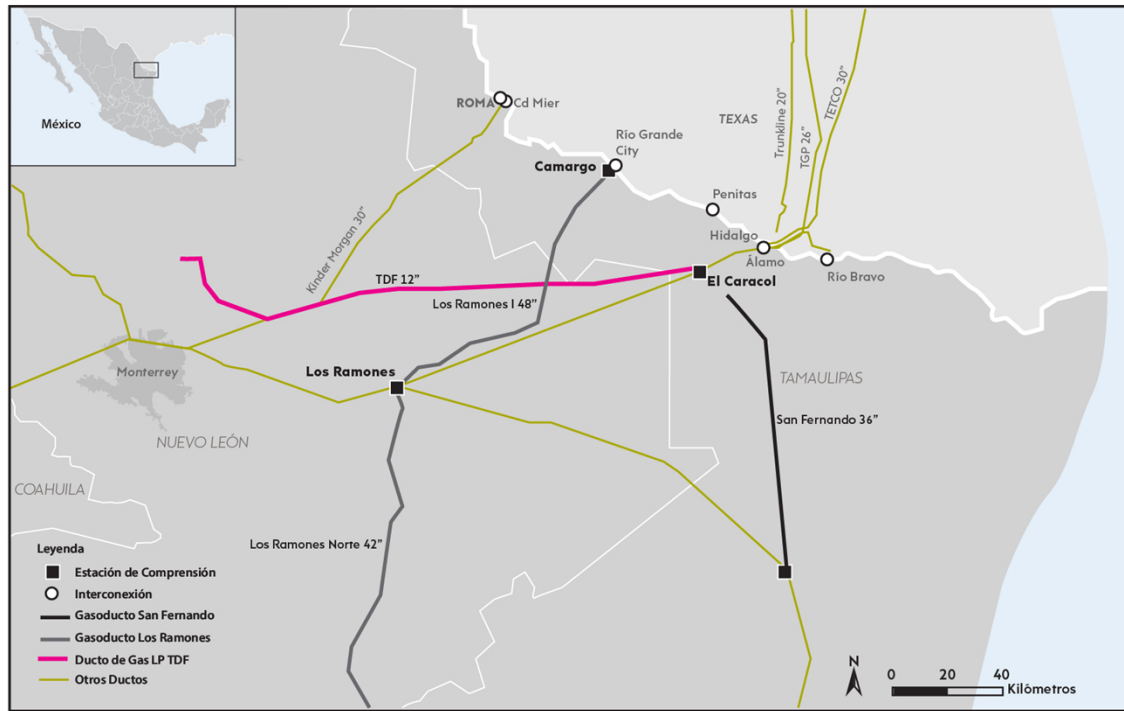 México
ROMA
Cd Mier
TEXAS
Trunkline 20”
TGP 26”
TETCO 30”
Río Grande
City
Camargo
Penitas
Hidalgo
Álamo
Río Bravo
Kinder Morgan 30”
TDF 12”
El Caracol
Los Ramones I 48”
Monterrey
Los Ramones
TAMAULIPAS
San Fernando 36”
NUEVO LEÓN
COAHUILA
Los Ramones Norte 42”
Leyenda
Estación de Comprensión
Interconexión
Gasoducto San Fernando
Gasoducto Los Ramones
Ducto de Gas LP TDF
Otros Ductos
N
0 20 40
Kilómetros